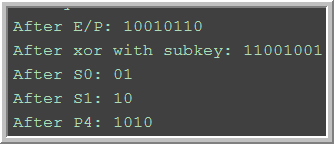 After E/P: 10010110
After xor with subkey: 11001001
After S0: 01
After S1: 10
After P4: 1010